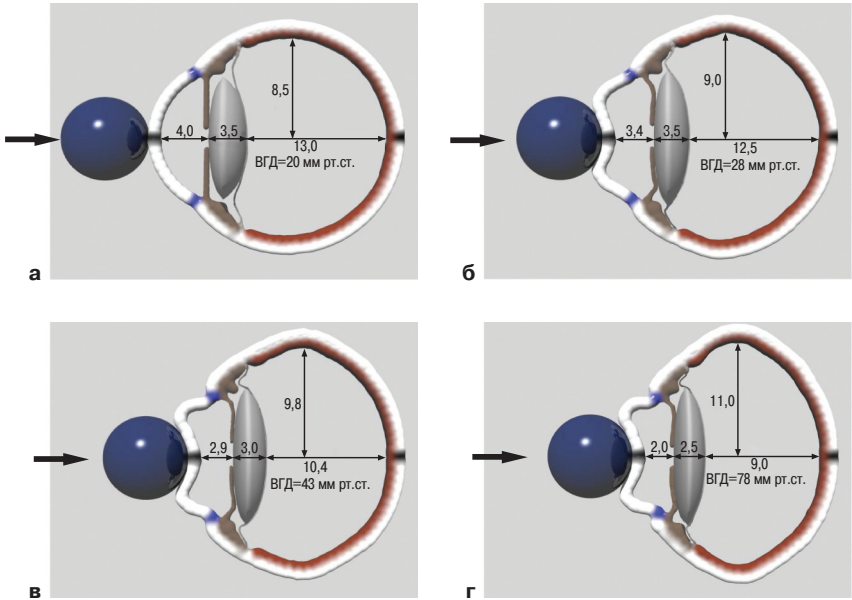 8,5
4,0 3,5
13,0
ВГД=20 мм рт.ст.
а
9,0
3,4 3,5
12,5
ВГД=28 мм рт.ст.
б
9,8
2,9 3,0
10,4
ВГД=43 мм рт.ст.
в
11,0
2,0 2,5
9,0
ВГД=78 мм рт.ст.
г